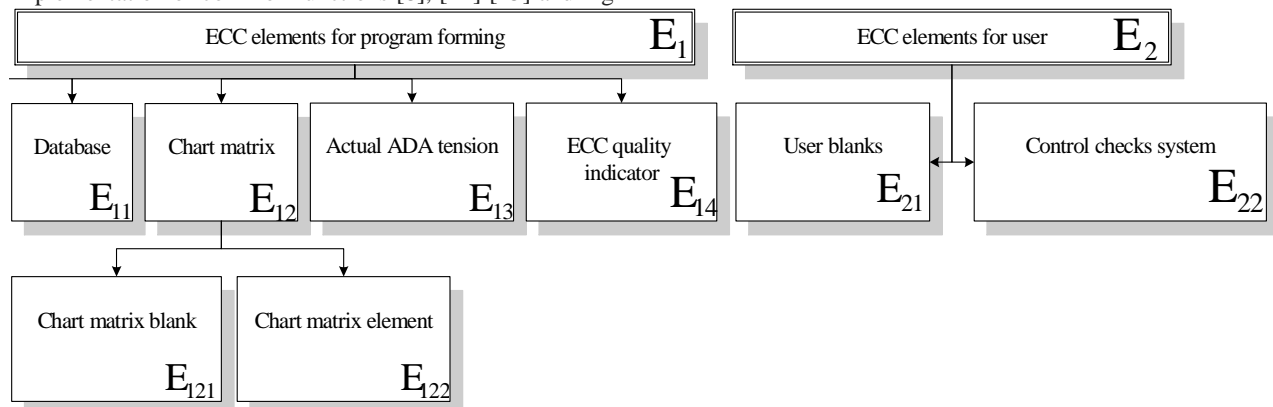 ECC elements for program forming E1
ECC elements for user E2
Database
E11
Chart matrix
E12
Actual ADA tension
E13
ECC quality
indicator
E14
User blanks
E21
Control checks system
E22
Chart matrix blank
E121
Chart matrix element
E122